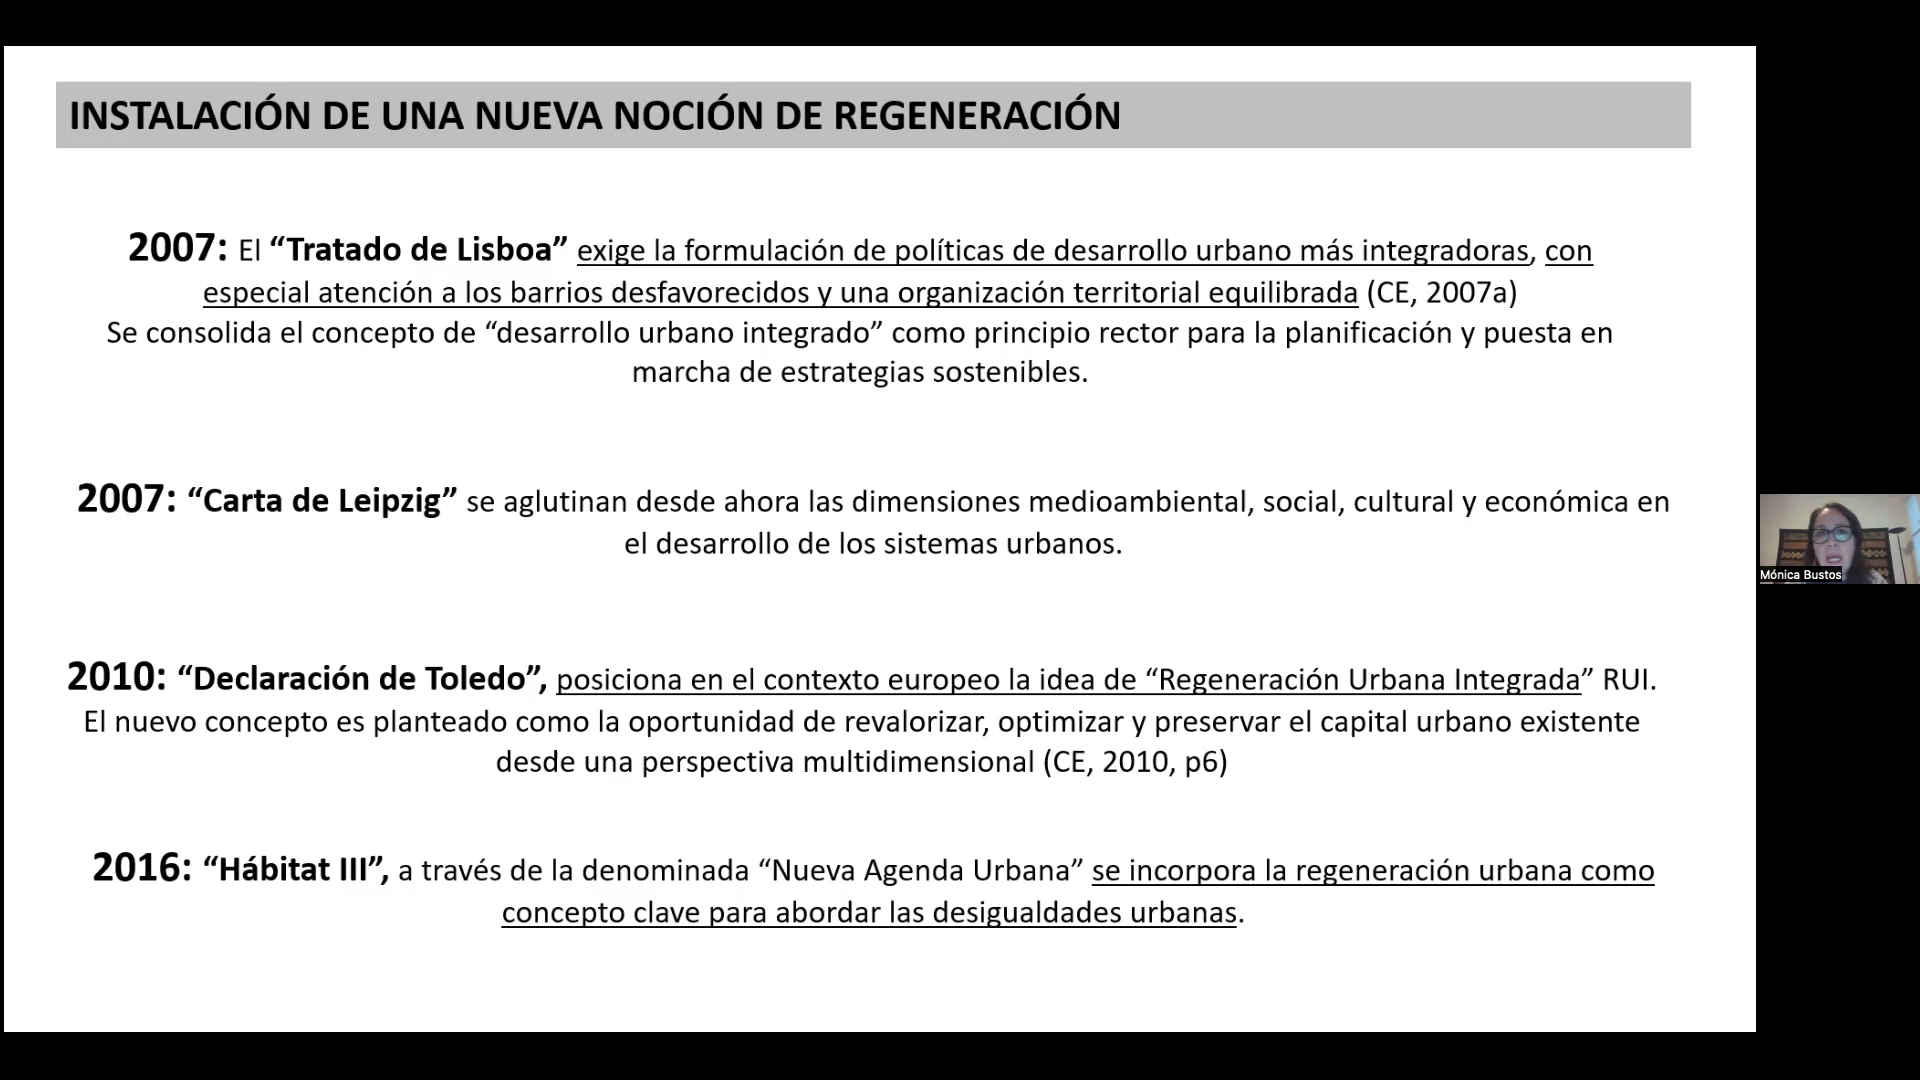 INSTALACIÓN DE UNA NUEVA NOCIÓN DE REGENERACIÓN
2007: El “Tratado de Lisboa” exige la formulación de políticas de desarrollo urbano más integradoras, con
especial atención a los barrios desfavorecidos y una organización territorial equilibrada (CE, 2007a)
Se consolida el concepto de “desarrollo urbano integrado” como principio rector para la planificación y puesta en
marcha de estrategias sostenibles.
2007: “Carta de Leipzig” se aglutinan desde ahora las dimensiones medioambiental, social, cultural y económica en
el desarrollo de los sistemas urbanos.
Mónica Bustos
2010: “Declaración de Toledo”, posiciona en el contexto europeo la idea de “Regeneración Urbana Integrada” RUI.
El nuevo concepto es planteado como la oportunidad de revalorizar, optimizar y preservar el capital urbano existente
desde una perspectiva multidimensional (CE, 2010, p6)
2016: “Hábitat III”, a través de la denominada “Nueva Agenda Urbana” se incorpora la regeneración urbana como
concepto clave para abordar las desigualdades urbanas.